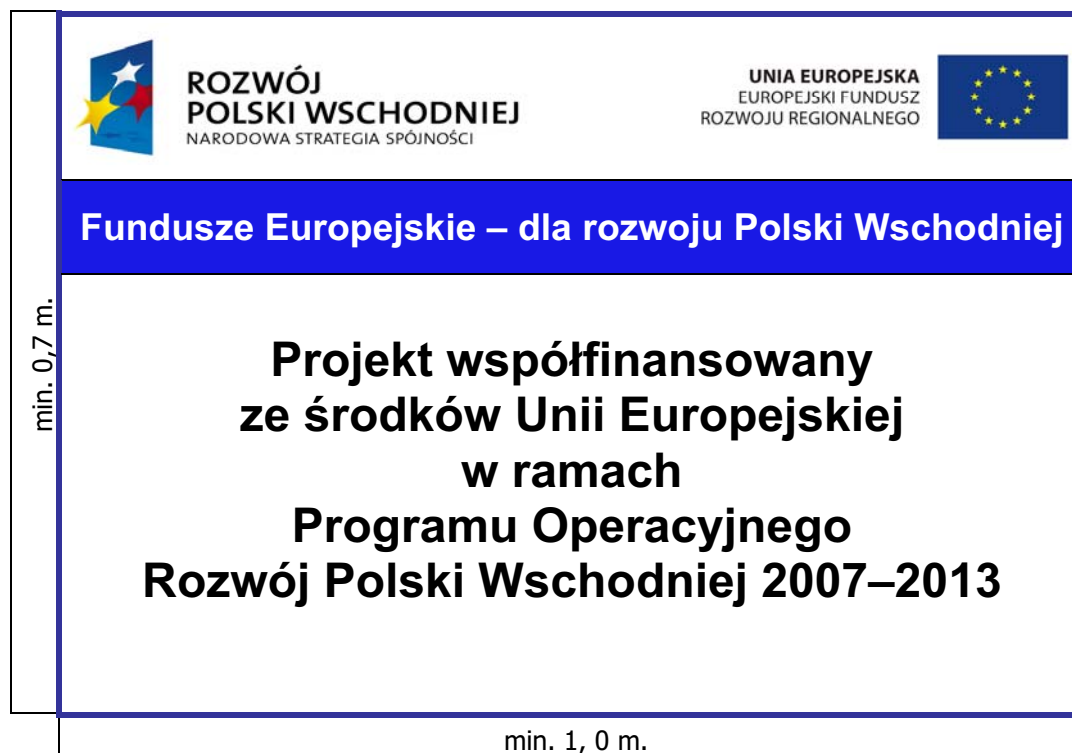 ROZWÓJ
POLSKI WSCHODNIEJ
NARODOWA STRATEGIA SPÓJNOŚCI
UNIA EUROPEJSKA
EUROPEJSKI FUNDUSZ
ROZWOJU REGIONALNEGO
Fundusze Europejskie – dla rozwoju Polski Wschodniej
min. 0,7 m.
Projekt współfinansowany
ze środków Unii Europejskiej
w ramach
Programu Operacyjnego
Rozwój Polski Wschodniej 2007–2013
min. 1, 0 m.